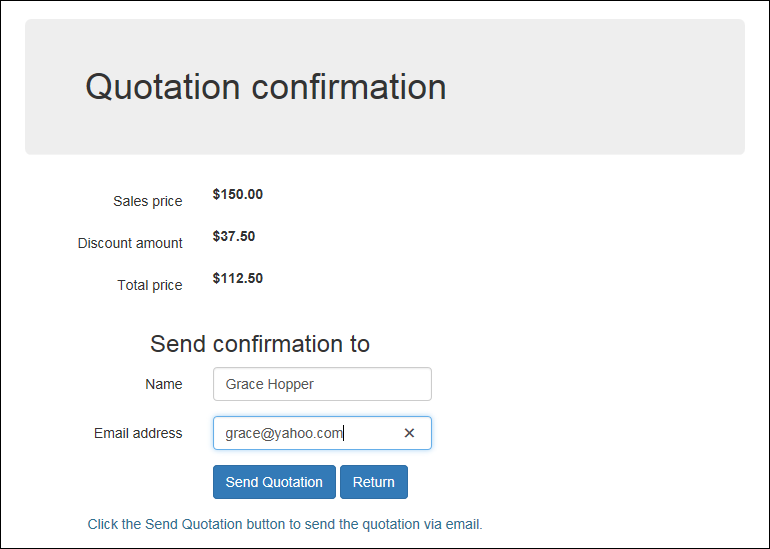 Quotation confirmation
Sales price $150.00
Discount amount $37.50
Total price $112.50
Send confirmation to
Name Grace Hopper
Email address grace@yahoo.com ✕
Send Quotation Return
Click the Send Quotation button to send the quotation via email.